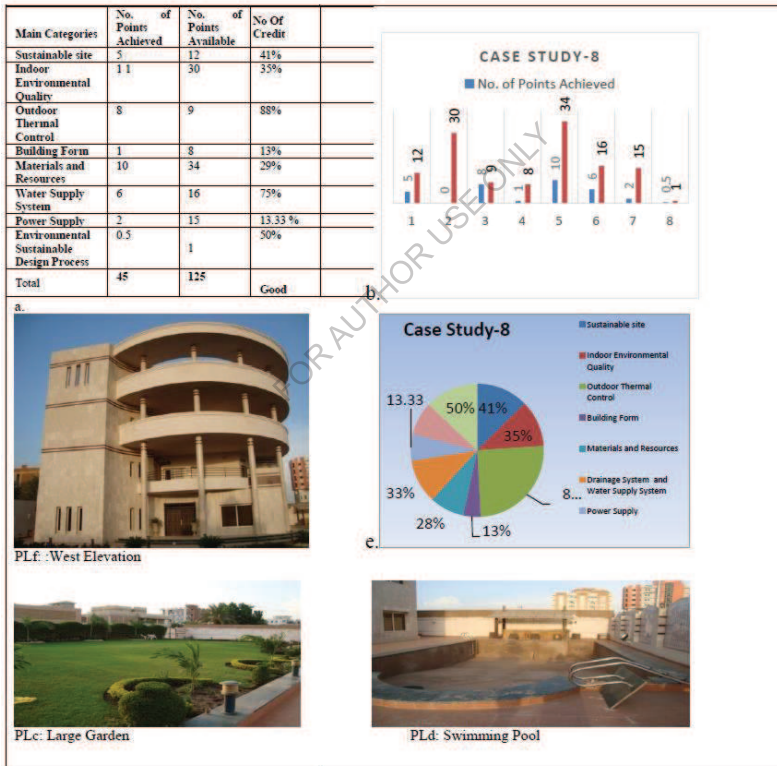 Main Categories No. of Points Achieved No. of Points Available No Of Credit
Sustainable site 5 12 41%
Indoor Environmental Quality 1 1 30 35%
Outdoor Thermal Control 8 9 88%
Building Form 1 8 13%
Materials and Resources 10 34 29%
Water Supply System 6 16 75%
Power Supply 2 15 13.33 %
Environmental Sustainable Design Process 0.5 1 50%
Total 45 125 Good
a.
CASE STUDY-8
No. of Points Achieved
5 12 0 30 8 9 1 8 10 34 6 16 2 15 0.5 1
1 2 3 4 5 6 7 8
b.
FOR AUTHOR USE ONLY
PLf: :West Elevation
Case Study-8
Sustainable site
Indoor Environmental
Quality
Outdoor Thermal
Control
Building Form
Materials and Resources
Drainage System and
Water Supply System
Power Supply
41%
35%
8...
13%
28%
33%
13.33
50%
e.
PLc: Large Garden
PLd: Swimming Pool